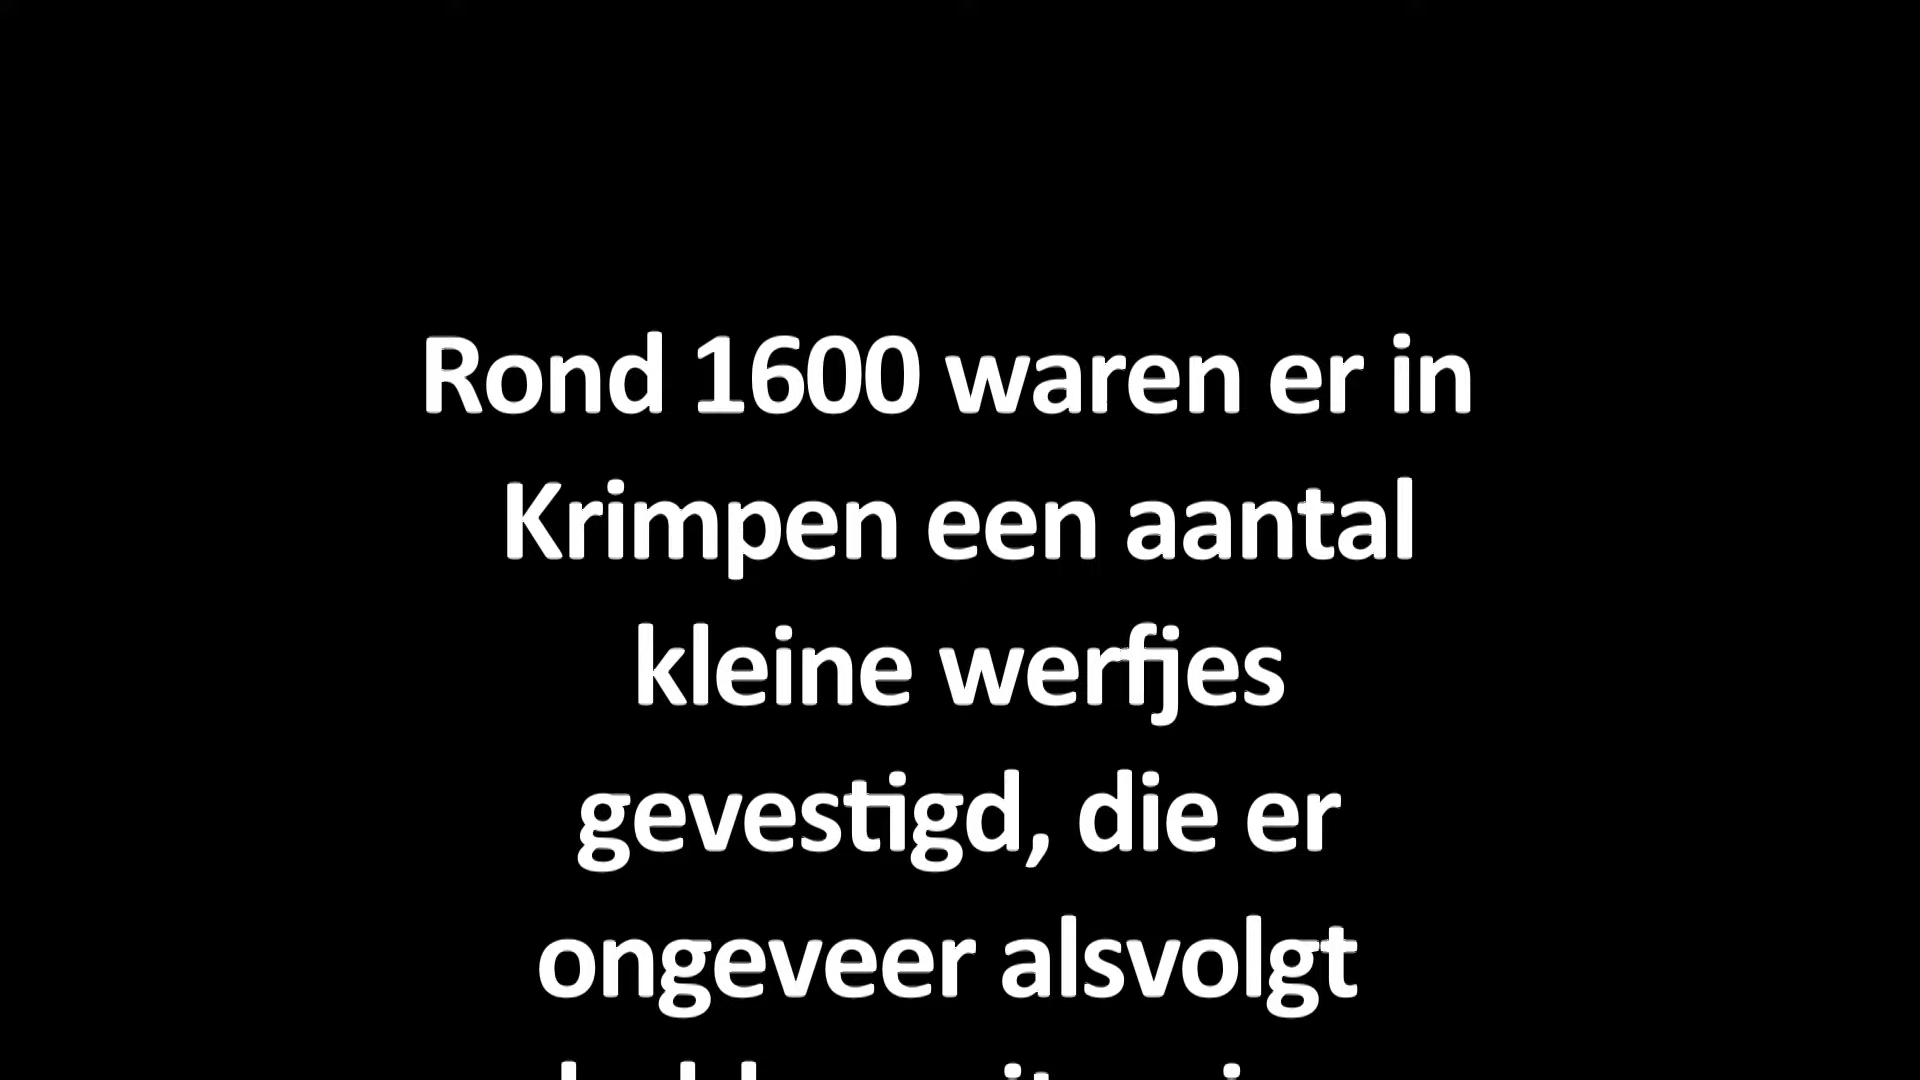 Rond 1600 waren er in
Krimpen een aantal
kleine werfjes
gevestigd, die er
ongeveer alsvolgt